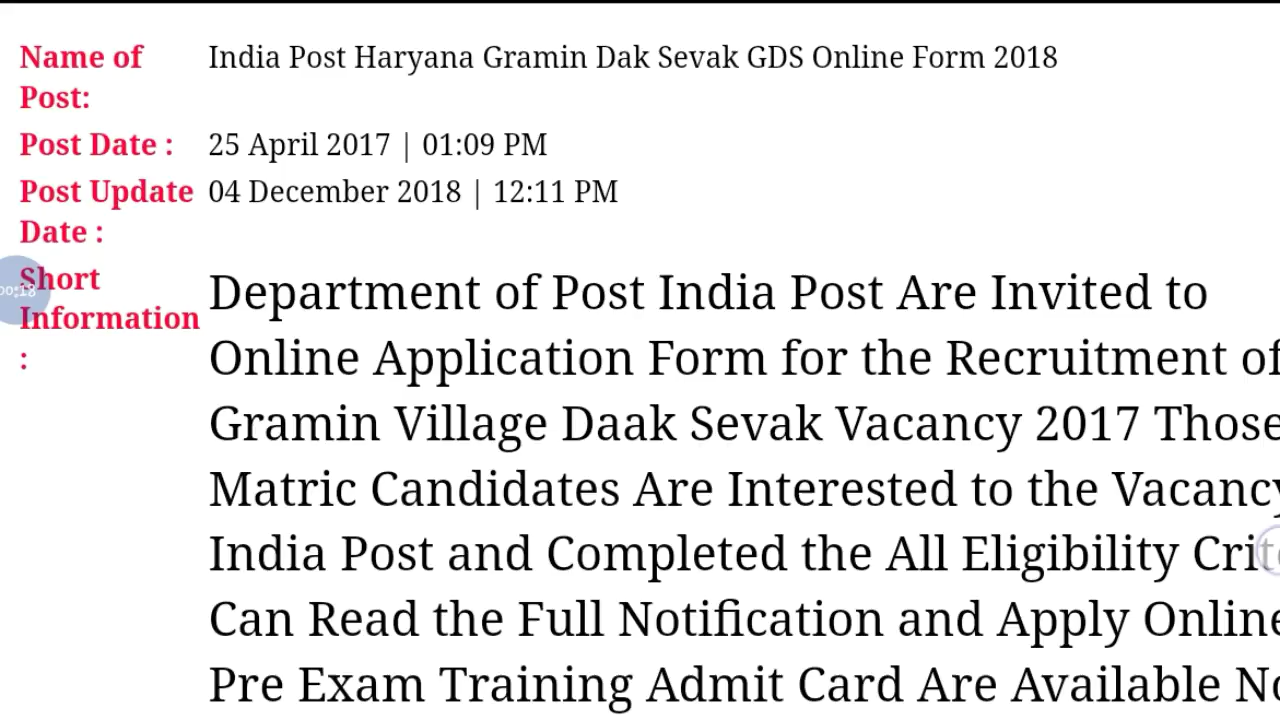 Name of
Post:
India Post Haryana Gramin Dak Sevak GDS Online Form 2018
Post Date :
25 April 2017 | 01:09 PM
Post Update
Date :
04 December 2018 | 12:11 PM
Short
Information
:
Department of Post India Post Are Invited to
Online Application Form for the Recruitment of
Gramin Village Daak Sevak Vacancy 2017 Those
Matric Candidates Are Interested to the Vacancy
India Post and Completed the All Eligibility
Can Read the Full Notification and Apply Online
Pre Exam Training Admit Card Are Available